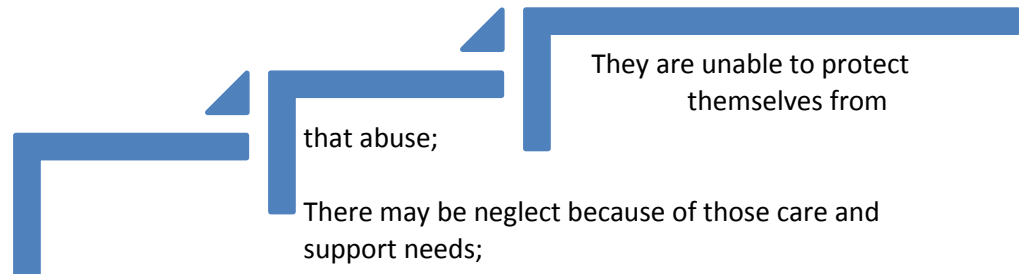 They are unable to protect
themselves from
that abuse;
There may be neglect because of those care and
support needs;